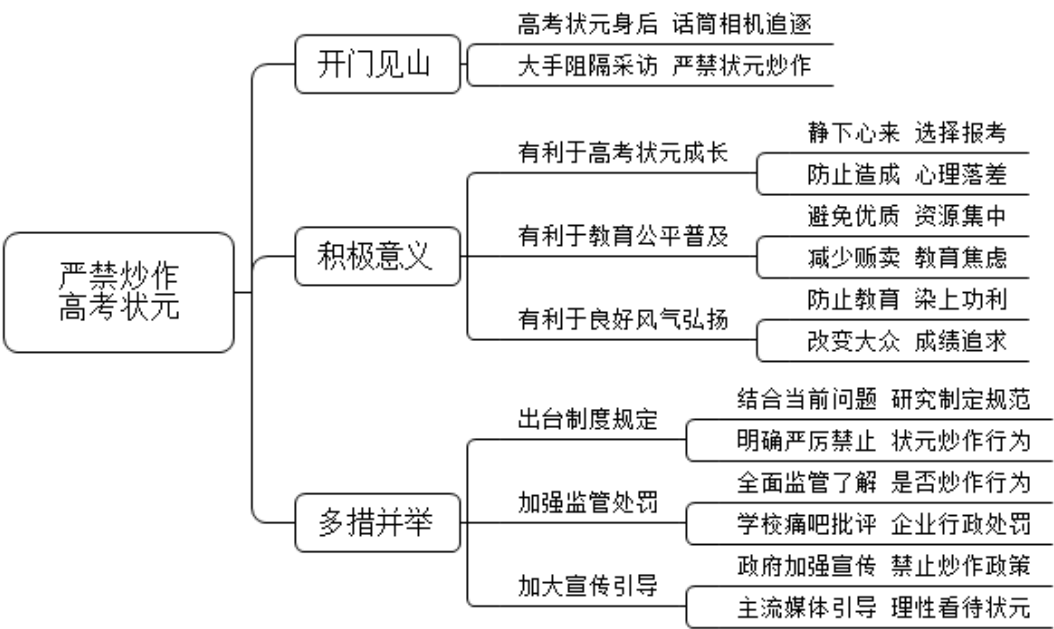 严禁炒作
高考状元
开门见山
高考状元身后 话筒相机追逐
大手阻隔采访 严禁状元炒作
积极意义
有利于高考状元成长
静下心来 选择报考
防止造成 心理落差
有利于教育公平普及
避免优质 资源集中
减少贩卖 教育焦虑
有利于良好风气弘扬
防止教育 染上功利
改变大众 成绩追求
多措并举
出台制度规定
结合当前问题 研究制定规范
明确严厉禁止 状元炒作行为
加强监管处罚
全面监管了解 是否炒作行为
学校痛吧批评 企业行政处罚
加大宣传引导
政府加强宣传 禁止炒作政策
主流媒体引导 理性看待状元